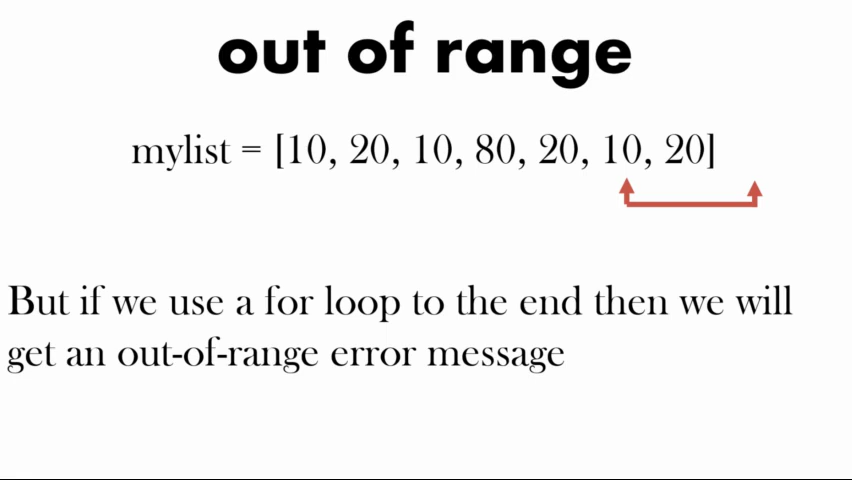 out of range
mylist = [10, 20, 10, 80, 20, 10, 20]
But if we use a for loop to the end then we will
get an out-of-range error message